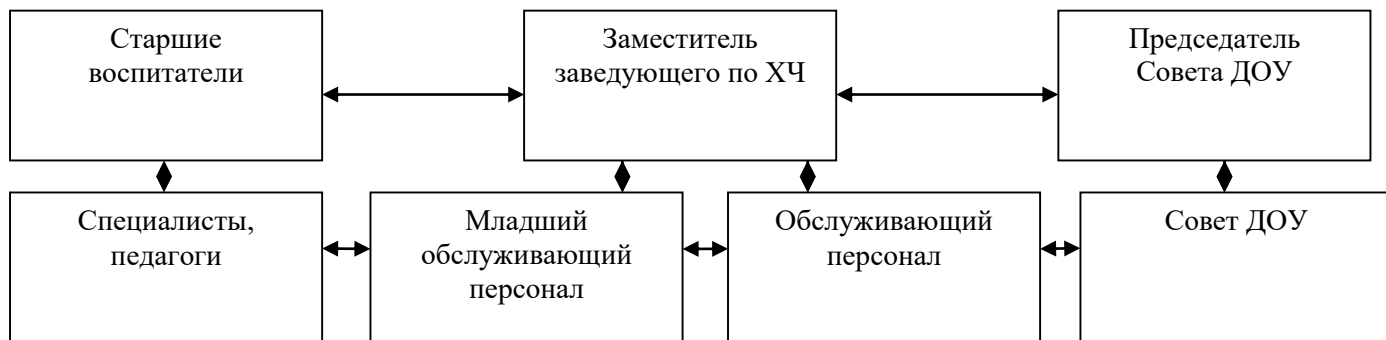 Старшие
воспитатели
Заместитель
заведующего по ХЧ
Председатель
Совета ДОУ
Специалисты,
педагоги
Младший
обслуживающий
персонал
Обслуживающий
персонал
Совет ДОУ